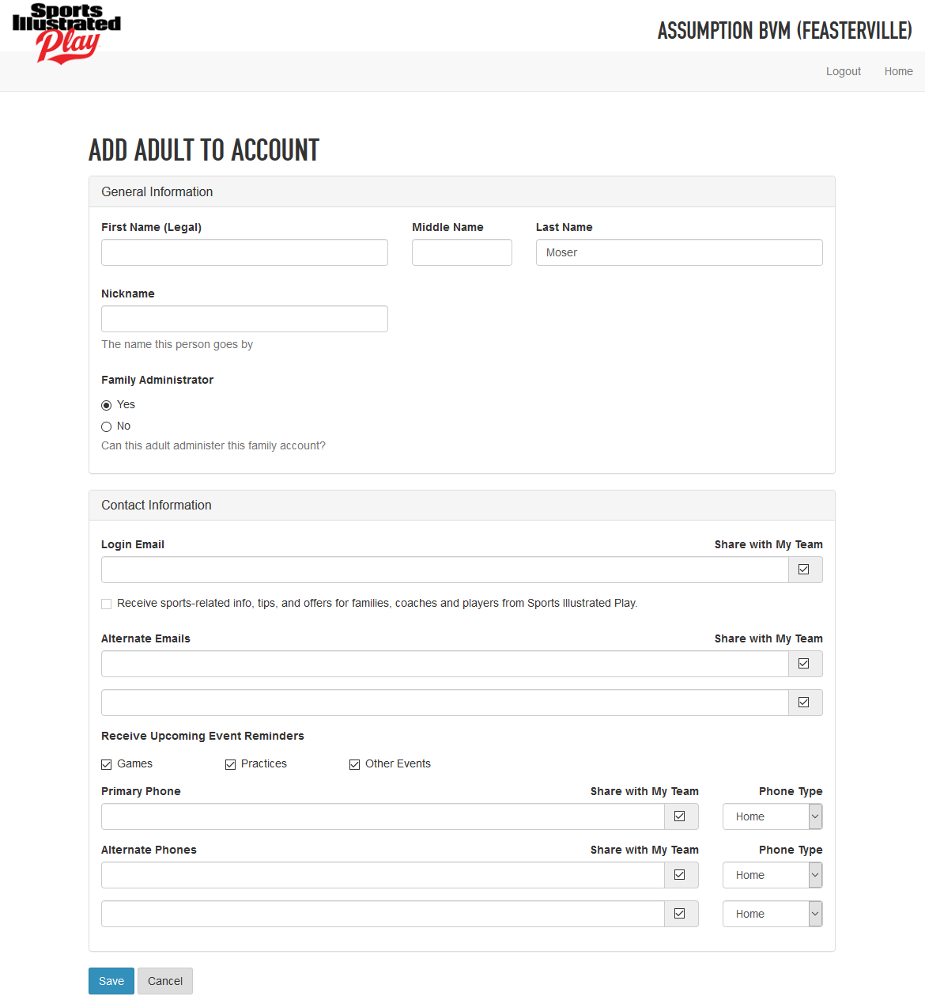 Sports
Illustrated
Play
ASSUMPTION BVM (FEASTERVILLE)
Logout Home
ADD ADULT TO ACCOUNT
General Information
First Name (Legal) Middle Name Last Name
Moser
Nickname
The name this person goes by
Family Administrator
Yes
No
Can this adult administer this family account?
Contact Information
Login Email Share with My Team
Receive sports-related info, tips, and offers for families, coaches and players from Sports Illustrated Play.
Alternate Emails Share with My Team
Receive Upcoming Event Reminders
Games Practices Other Events
Primary Phone Share with My Team Phone Type
Home
Alternate Phones Share with My Team Phone Type
Home
Home
Save Cancel